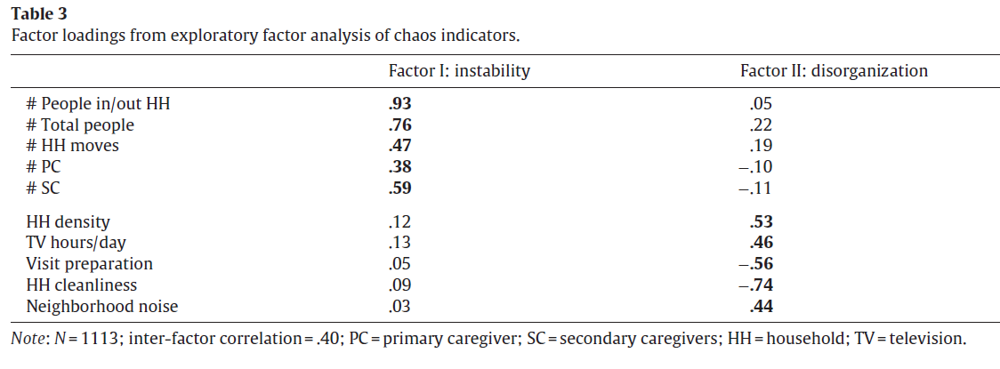 Table 3
Factor loadings from exploratory factor analysis of chaos indicators.
Factor I: instability Factor II: disorganization
# People in/out HH .93 .05
# Total people .76 .22
# HH moves .47 .19
# PC .38 –.10
# SC .59 –.11
HH density .12 .53
TV hours/day .13 .46
Visit preparation .05 –.56
HH cleanliness .09 –.74
Neighborhood noise .03 .44
Note: N = 1113; inter-factor correlation = .40; PC = primary caregiver; SC = secondary caregivers; HH = household; TV = television.